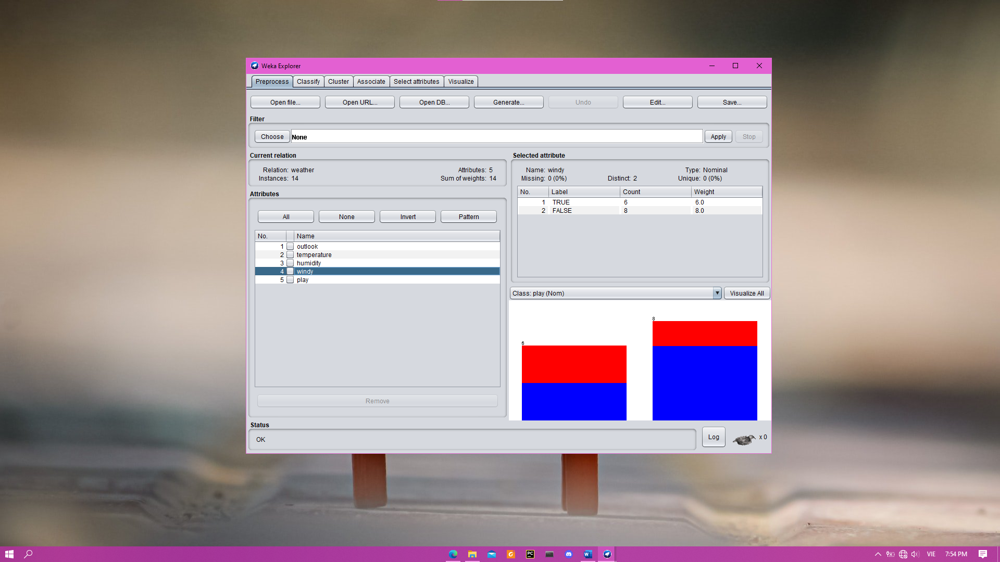 Weka Explorer
Preprocess Classify Cluster Associate Select attributes Visualize
Open file... Open URL... Open DB... Generate... Undo Edit... Save...
Filter
Choose None Apply Stop
Current relation
Relation: weather Attributes: 5
Instances: 14 Sum of weights: 14
Attributes
All None Invert Pattern
No. Name
1 outlook
2 temperature
3 humidity
4 windy
5 play
Remove
Selected attribute
Name: windy Type: Nominal
Missing: 0 (0%) Distinct: 2 Unique: 0 (0%)
No. Label Count Weight
1 TRUE 6 6.0
2 FALSE 8 8.0
Class: play (Nom) Visualize All
6
8
Status
OK
Log x 0
PC
W
VIE 7:54 PM